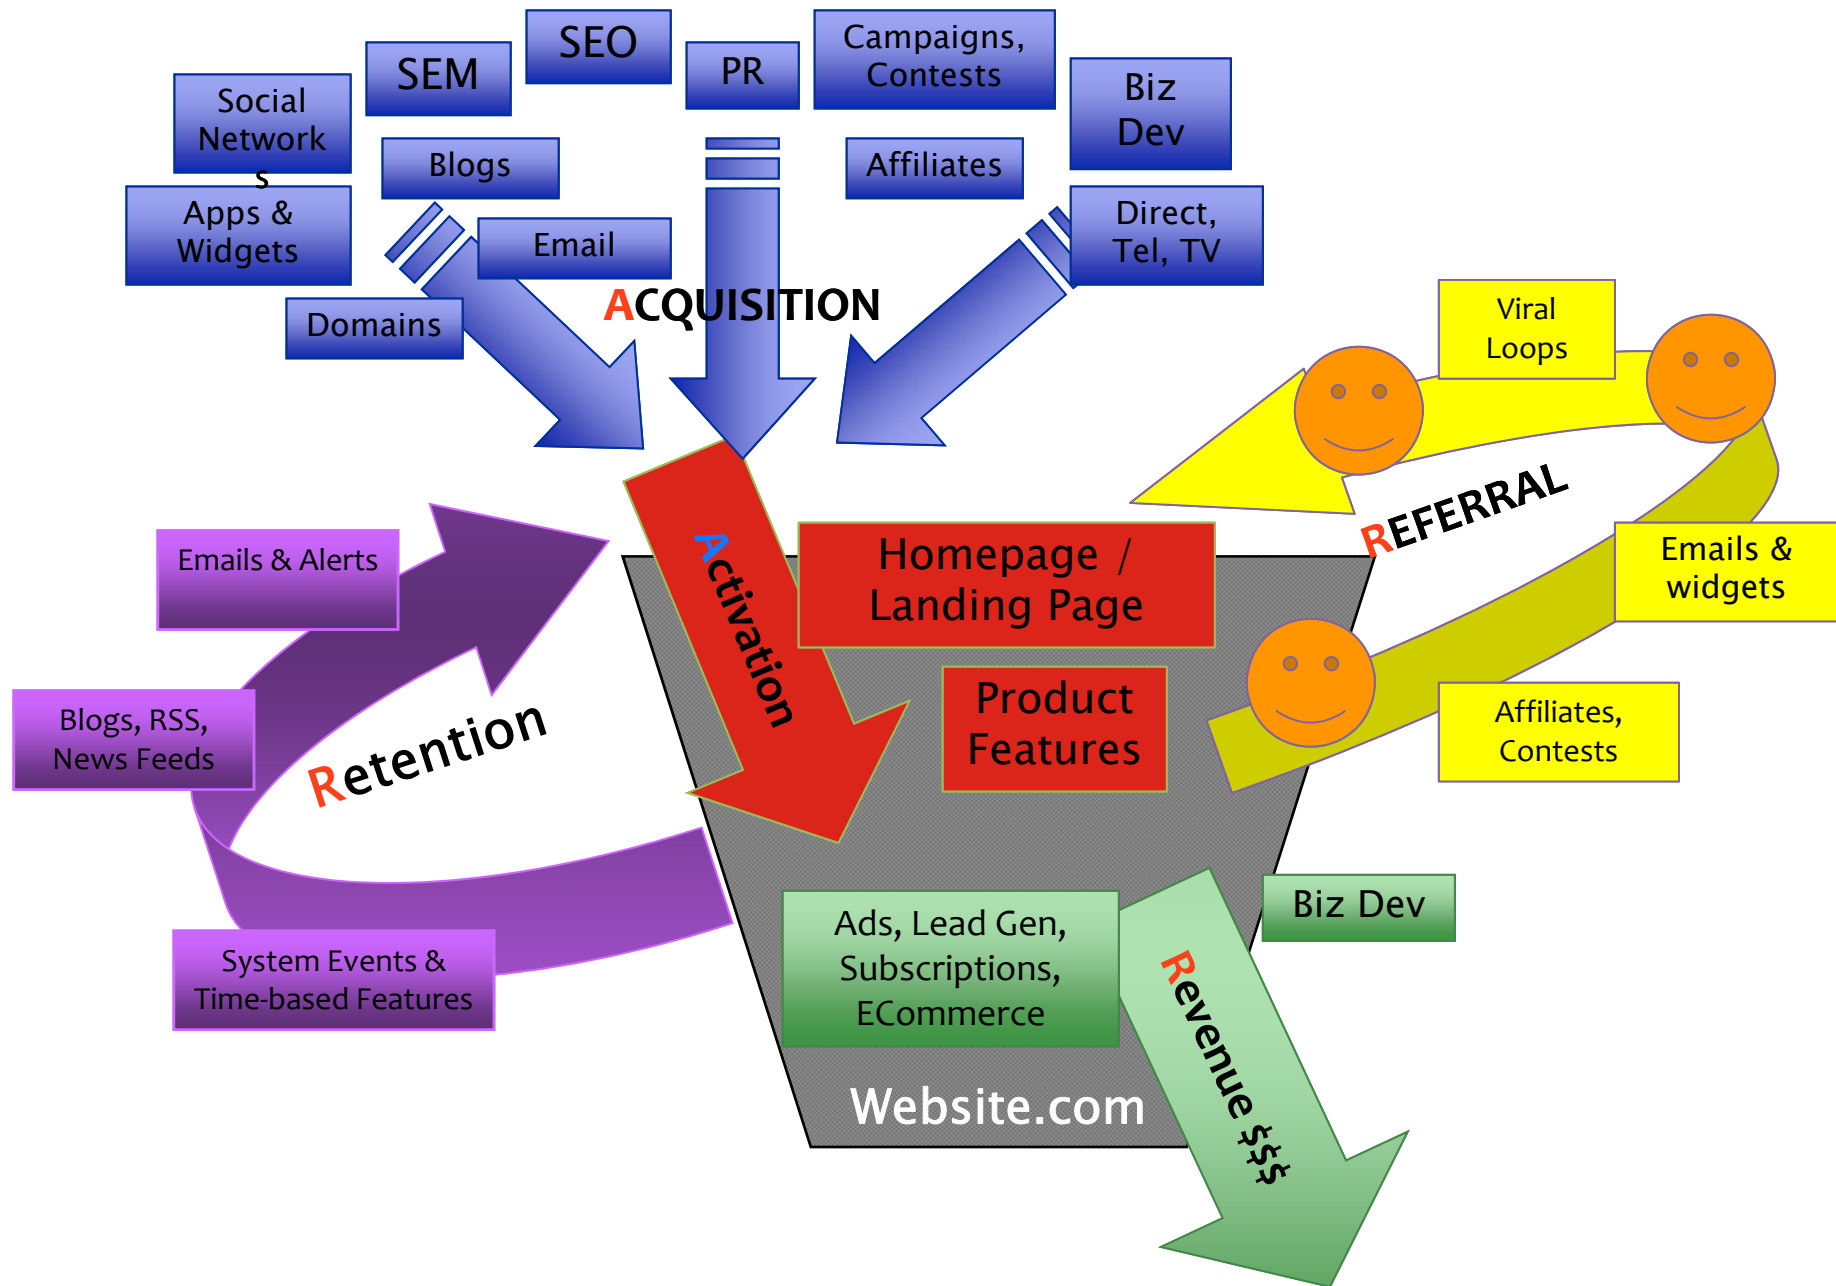 SEO
Campaigns,
Contests
SEM
PR
Biz
Dev
Social
Network
s
Blogs
Affiliates
Apps &
Widgets
Direct,
Tel, TV
Email
ACQUISITION
Domains
Viral
Loops
REFERRAL
Emails &
widgets
Affiliates,
Contests
Emails & Alerts
Blogs, RSS,
News Feeds
Retention
System Events &
Time-based Features
Activation
Homepage /
Landing Page
Product
Features
Ads, Lead Gen,
Subscriptions,
ECommerce
Biz Dev
Revenue $$$
Website.com